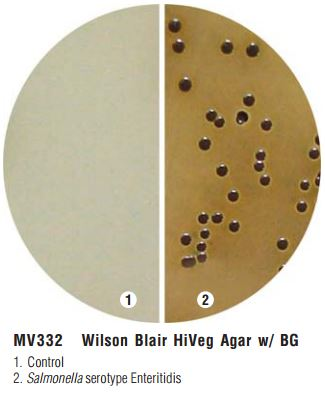 1 2
MV332 Wilson Blair HiVeg Agar w/ BG
1. Control
2. Salmonella serotype Enteritidis